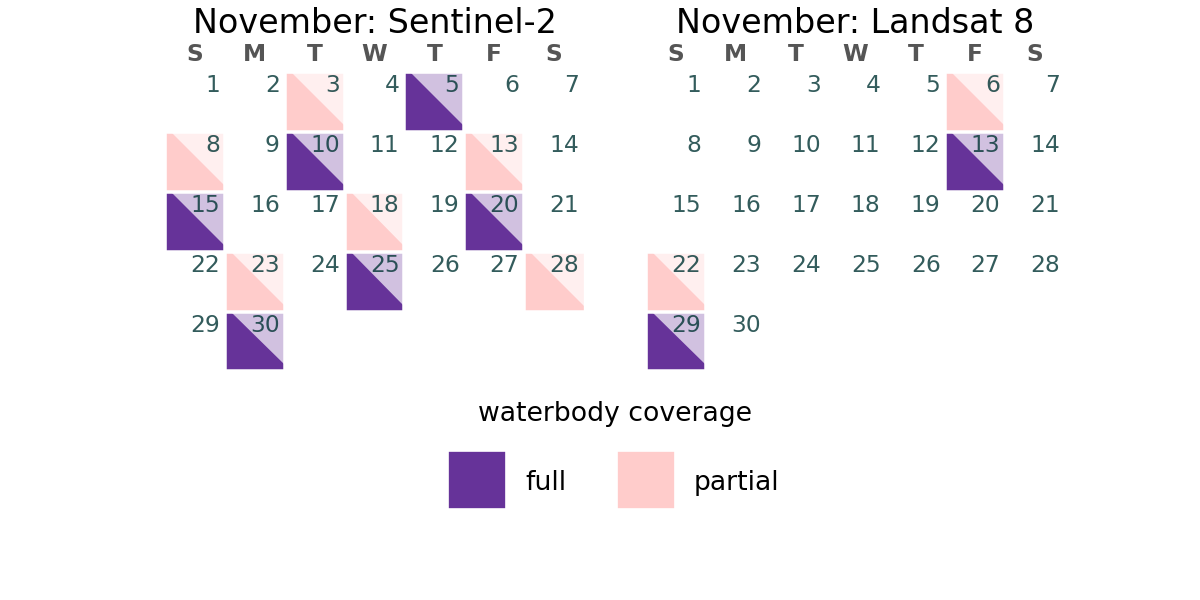 November: Sentinel-2
S M T W T F S
1 2 3 4 5 6 7
8 9 10 11 12 13 14
15 16 17 18 19 20 21
22 23 24 25 26 27 28
29 30
November: Landsat 8
S M T W T F S
1 2 3 4 5 6 7
8 9 10 11 12 13 14
15 16 17 18 19 20 21
22 23 24 25 26 27 28
29 30
waterbody coverage
full partial